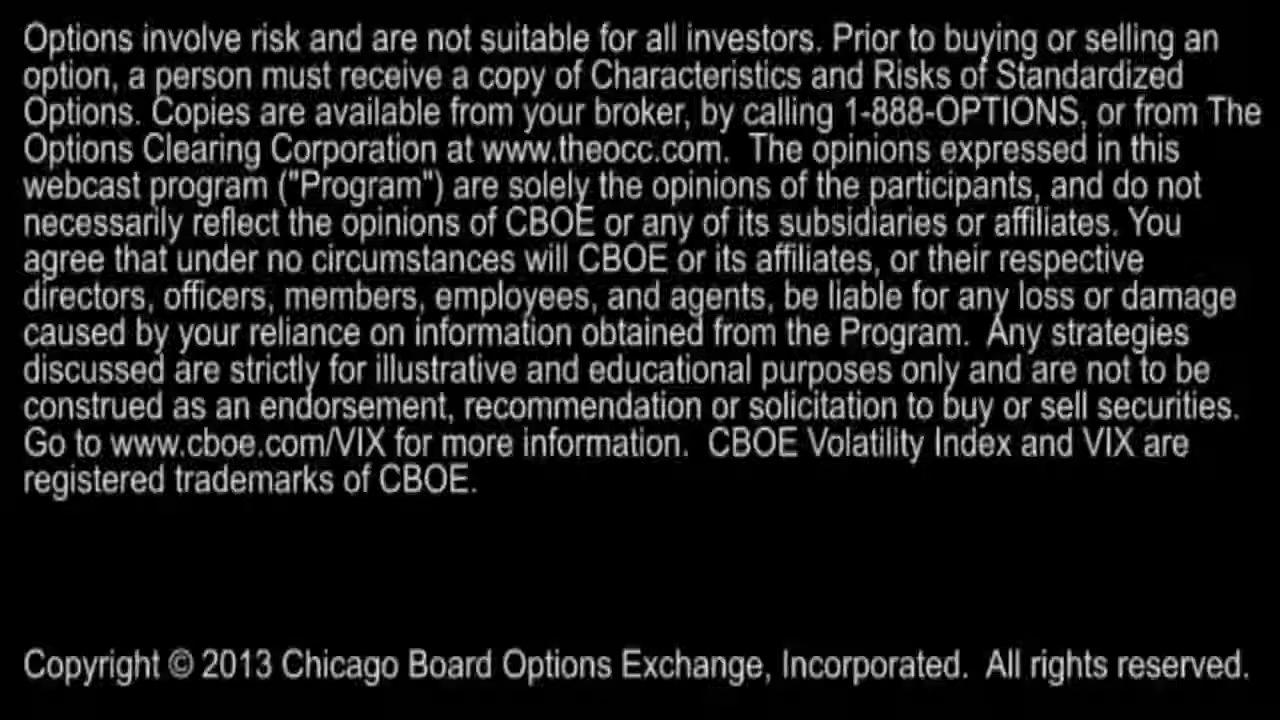 Options involve risk and are not suitable for all investors. Prior to buying or selling an
option, a person must receive a copy of Characteristics and Risks of Standardized
Options. Copies are available from your broker, by calling 1-888-OPTIONS, or from The
Options Clearing Corporation at www.theocc.com.  The opinions expressed in this
webcast program ("Program") are solely the opinions of the participants, and do not
necessarily reflect the opinions of CBOE or any of its subsidiaries or affiliates. You
agree that under no circumstances will CBOE or its affiliates, or their respective
directors, officers, members, employees, and agents, be liable for any loss or damage
caused by your reliance on information obtained from the Program.  Any strategies
discussed are strictly for illustrative and educational purposes only and are not to be
construed as an endorsement, recommendation or solicitation to buy or sell securities.
Go to www.cboe.com/VIX for more information.  CBOE Volatility Index and VIX are
registered trademarks of CBOE.
Copyright © 2013 Chicago Board Options Exchange, Incorporated.  All rights reserved.